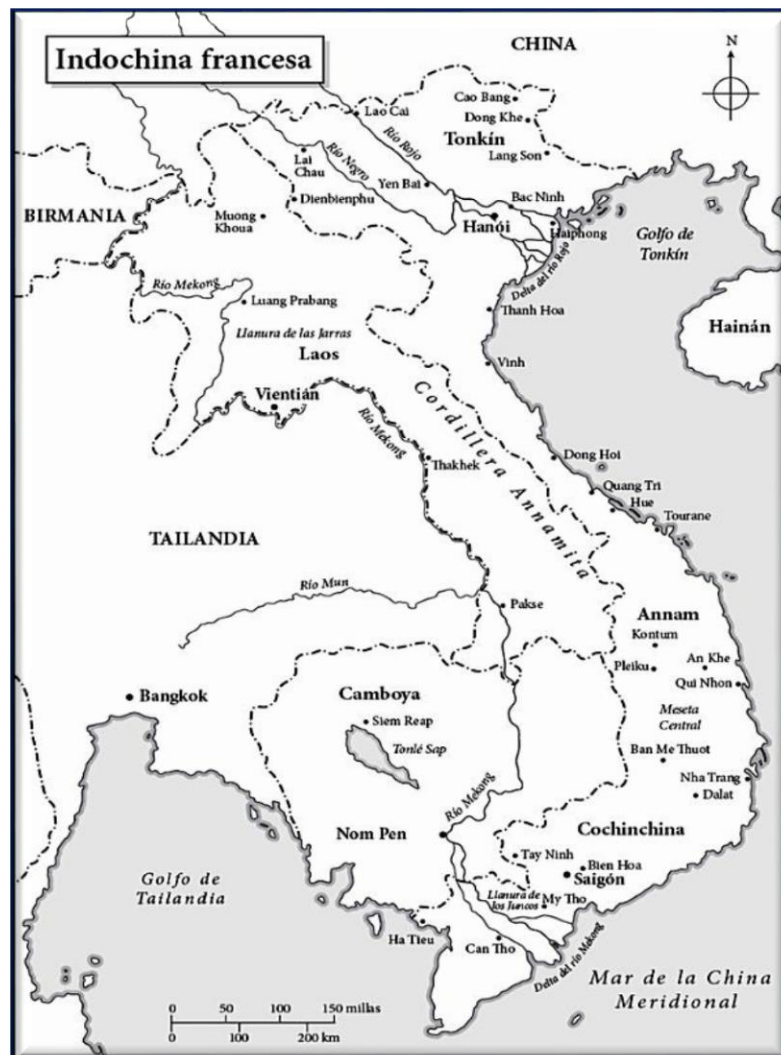 Indochina francesa
CHINA
N
Cao Bang
Lao Cai
Dong Khe
Río Rojo
Tonkín
Lang Son
Lai
Chau
Río Negro
Yen Bai
Dienbienphu
Bac Ninh
BIRMANIA
Muong
Khoua
Hanói
Haiphong
Golfo de
Tonkín
Delta del río Rojo
Río Mekong
Luang Prabang
Thanh Hoa
Hainán
Llanura de las Jarras
Laos
Vinh
Vientián
Cordillera Annamita
Río Mekong
Thakhek
Dong Hoi
Quang Tri
Hue
Tourane
TAILANDIA
Río Mun
Pakse
Annam
Kontum
Pleiku
An Khe
Qui Nhon
Bangkok
Camboya
Siem Reap
Tonlé Sap
Meseta
Central
Ban Me Thuot
Nha Trang
Dalat
Río Mekong
Nom Pen
Cochinchina
Tay Ninh
Bien Hoa
Saigón
Golfo de
Tailandia
Llanura de
los Juncos
My Tho
Ha Tieu
Can Tho
Delta del río Mekong
Mar de la China
Meridional
0 50 100 150 millas
0 100 200 km